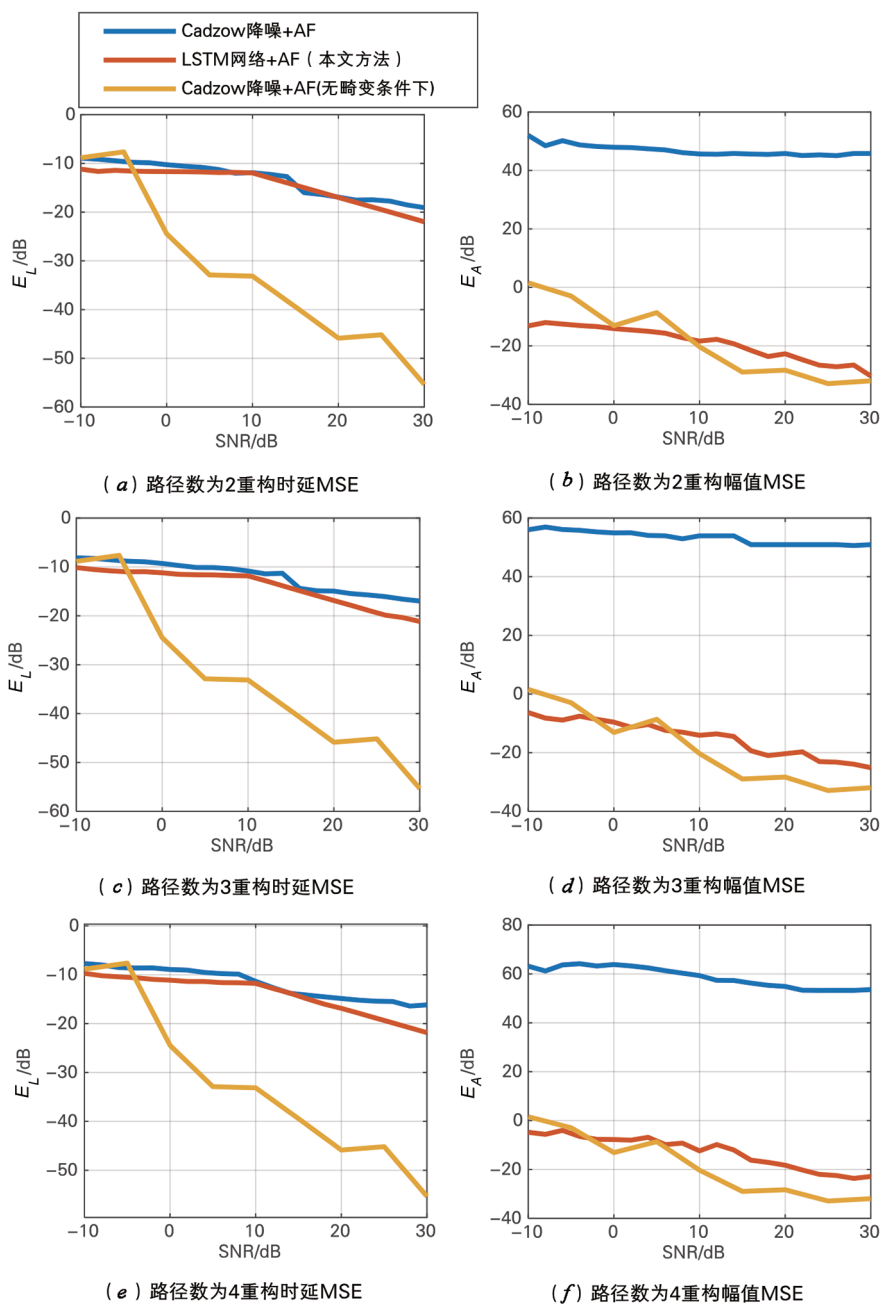 Cadzow降噪+AF
LSTM网络+AF（本文方法）
Cadzow降噪+AF(无畸变条件下)
0
−10
−20
−30
−40
−50
−60
E_L/dB
−10 0 10 20 30
SNR/dB
（a）路径数为2重构时延MSE
60
40
20
0
−20
−40
E_A/dB
−10 0 10 20 30
SNR/dB
（b）路径数为2重构幅值MSE
0
−10
−20
−30
−40
−50
−60
E_L/dB
−10 0 10 20 30
SNR/dB
（c）路径数为3重构时延MSE
60
40
20
0
−20
−40
E_A/dB
−10 0 10 20 30
SNR/dB
（d）路径数为3重构幅值MSE
0
−10
−20
−30
−40
−50
E_L/dB
−10 0 10 20 30
SNR/dB
（e）路径数为4重构时延MSE
80
60
40
20
0
−20
−40
E_A/dB
−10 0 10 20 30
SNR/dB
（f）路径数为4重构幅值MSE